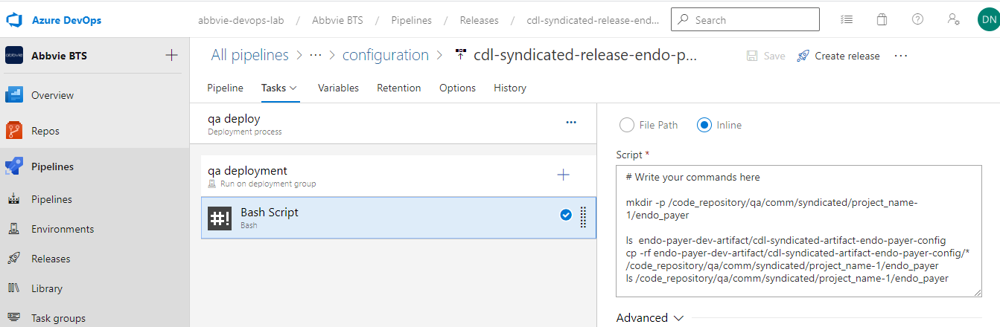 Azure DevOps
abbvie-devops-lab / Abbvie BTS / Pipelines / Releases / cdl-syndicated-release-end...
Search
DN
abbvie
Abbvie BTS
All pipelines > ... > configuration > cdl-syndicated-release-endo-p...
Save
Create release
Overview
Repos
Pipelines
Pipelines
Environments
Releases
Library
Task groups
Pipeline Tasks Variables Retention Options History
qa deploy
Deployment process
qa deployment
Run on deployment group
#!
Bash Script
Bash
File Path
Inline
Script *
# Write your commands here
mkdir -p /code_repository/qa/comm/syndicated/project_name-
1/endo_payer
ls endo-payer-dev-artifact/cdl-syndicated-artifact-endo-payer-config
cp -rf endo-payer-dev-artifact/cdl-syndicated-artifact-endo-payer-config/*
/code_repository/qa/comm/syndicated/project_name-1/endo_payer
ls /code_repository/qa/comm/syndicated/project_name-1/endo_payer
Advanced